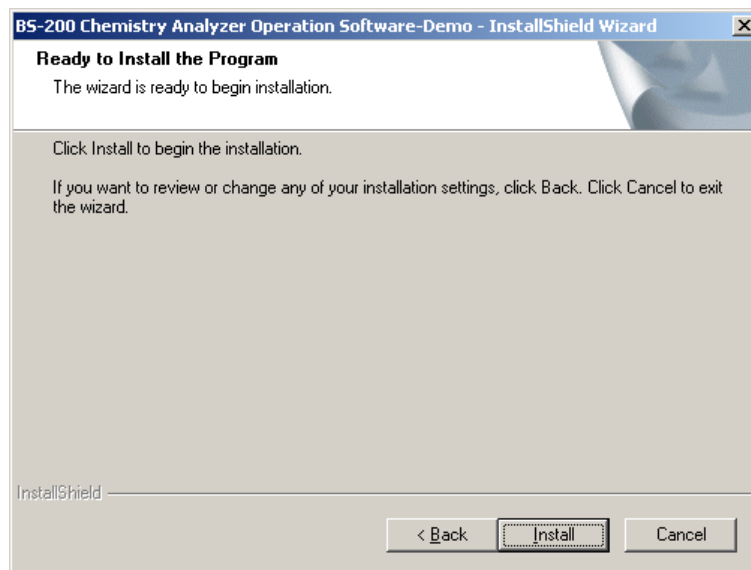 BS-200 Chemistry Analyzer Operation Software-Demo - InstallShield Wizard
Ready to Install the Program
The wizard is ready to begin installation.
Click Install to begin the installation.
If you want to review or change any of your installation settings, click Back. Click Cancel to exit
the wizard.
InstallShield
< Back Install Cancel